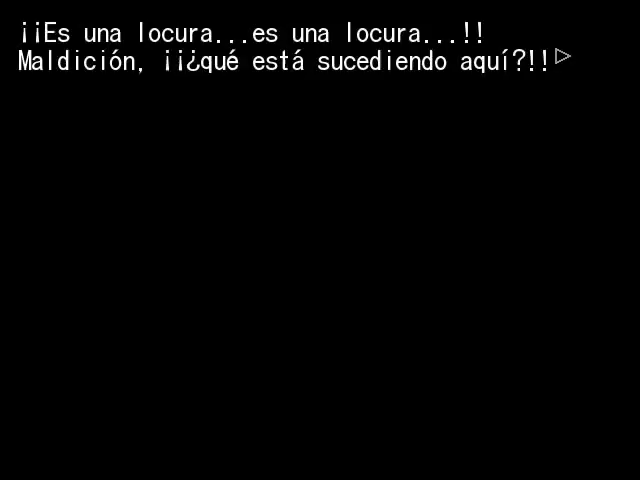 ¡¡Es una locura...es una locura...!!
Maldición, ¡¡¿qué está sucediendo aquí?!!